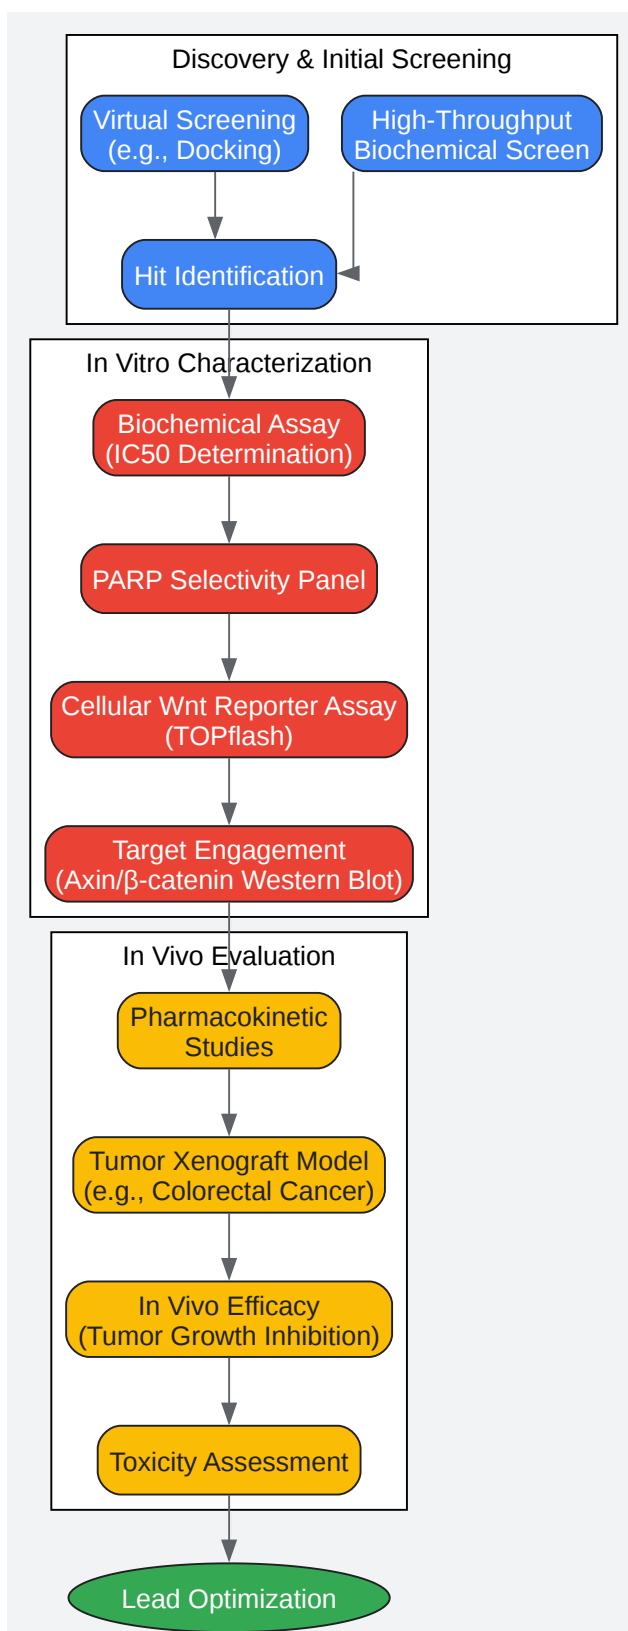 Discovery & Initial Screening
Virtual Screening
(e.g., Docking)
High-Throughput
Biochemical Screen
Hit Identification
In Vitro Characterization
Biochemical Assay
(IC50 Determination)
PARP Selectivity Panel
Cellular Wnt Reporter Assay
(TOPflash)
Target Engagement
(Axin/β-catenin Western Blot)
In Vivo Evaluation
Pharmacokinetic
Studies
Tumor Xenograft Model
(e.g., Colorectal Cancer)
In Vivo Efficacy
(Tumor Growth Inhibition)
Toxicity Assessment
Lead Optimization